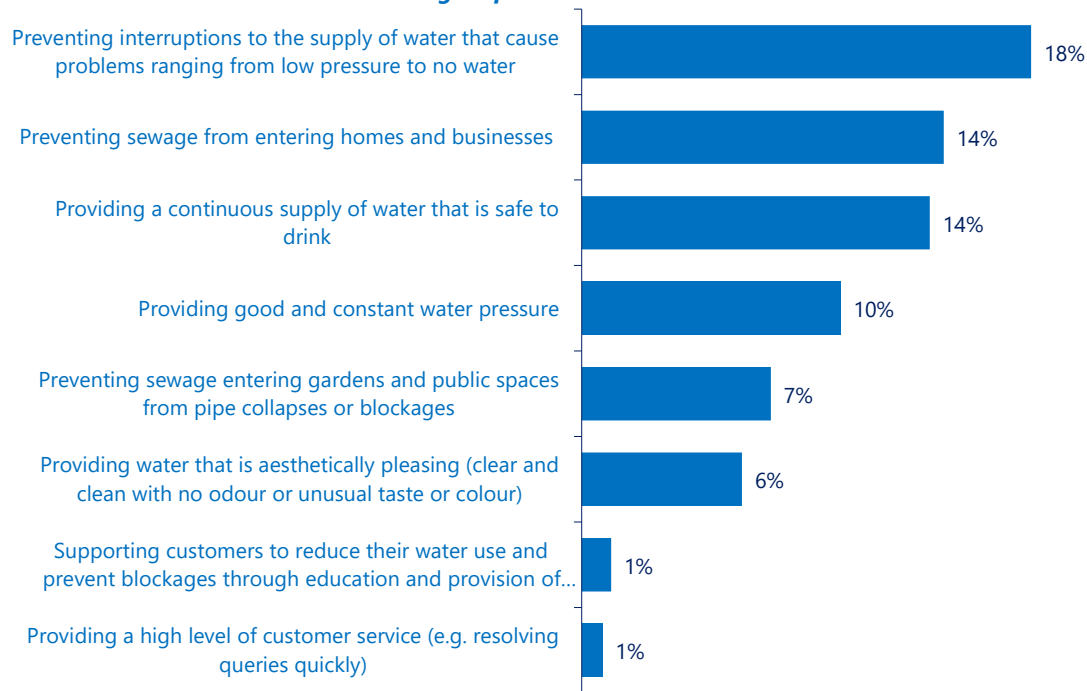 Preventing interruptions to the supply of water that cause
problems ranging from low pressure to no water
18%
Preventing sewage from entering homes and businesses
14%
Providing a continuous supply of water that is safe to
drink
14%
Providing good and constant water pressure
10%
Preventing sewage entering gardens and public spaces
from pipe collapses or blockages
7%
Providing water that is aesthetically pleasing (clear and
clean with no odour or unusual taste or colour)
6%
Supporting customers to reduce their water use and
prevent blockages through education and provision of…
1%
Providing a high level of customer service (e.g. resolving
queries quickly)
1%